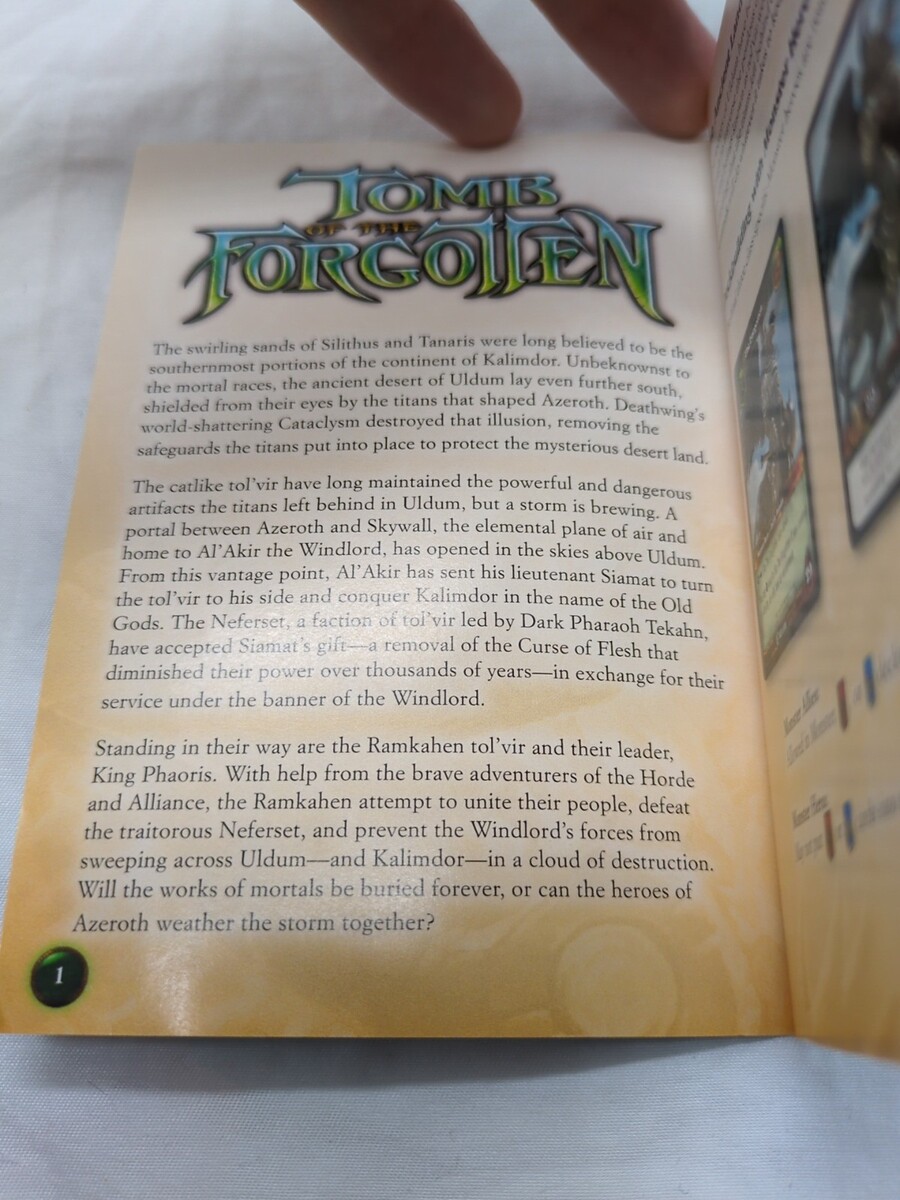 TOMB
OF THE
FORGOTTEN
The swirling sands of Silithus and Tanaris were long believed to be the
southernmost portions of the continent of Kalimdor. Unbeknownst to
the mortal races, the ancient desert of Uldum lay even further south,
shielded from their eyes by the titans that shaped Azeroth. Deathwing's
world-shattering Cataclysm destroyed that illusion, removing the
safeguards the titans put into place to protect the mysterious desert land.
The catlike tol'vir have long maintained the powerful and dangerous
artifacts the titans left behind in Uldum, but a storm is brewing. A
portal between Azeroth and Skywall, the elemental plane of air and
home to Al'Akir the Windlord, has opened in the skies above Uldum.
From this vantage point, Al'Akir has sent his lieutenant Siamat to turn
the tol'vir to his side and conquer Kalimdor in the name of the Old
Gods. The Neferset, a faction of tol'vir led by Dark Pharaoh Tekahn,
have accepted Siamat's gift—a removal of the Curse of Flesh that
diminished their power over thousands of years—in exchange for their
service under the banner of the Windlord.
Standing in their way are the Ramkahen tol'vir and their leader,
King Phaoris. With help from the brave adventurers of the Horde
and Alliance, the Ramkahen attempt to unite their people, defeat
the traitorous Neferset, and prevent the Windlord's forces from
sweeping across Uldum—and Kalimdor—in a cloud of destruction.
Will the works of mortals be buried forever, or can the heroes of
Azeroth weather the storm together?
1